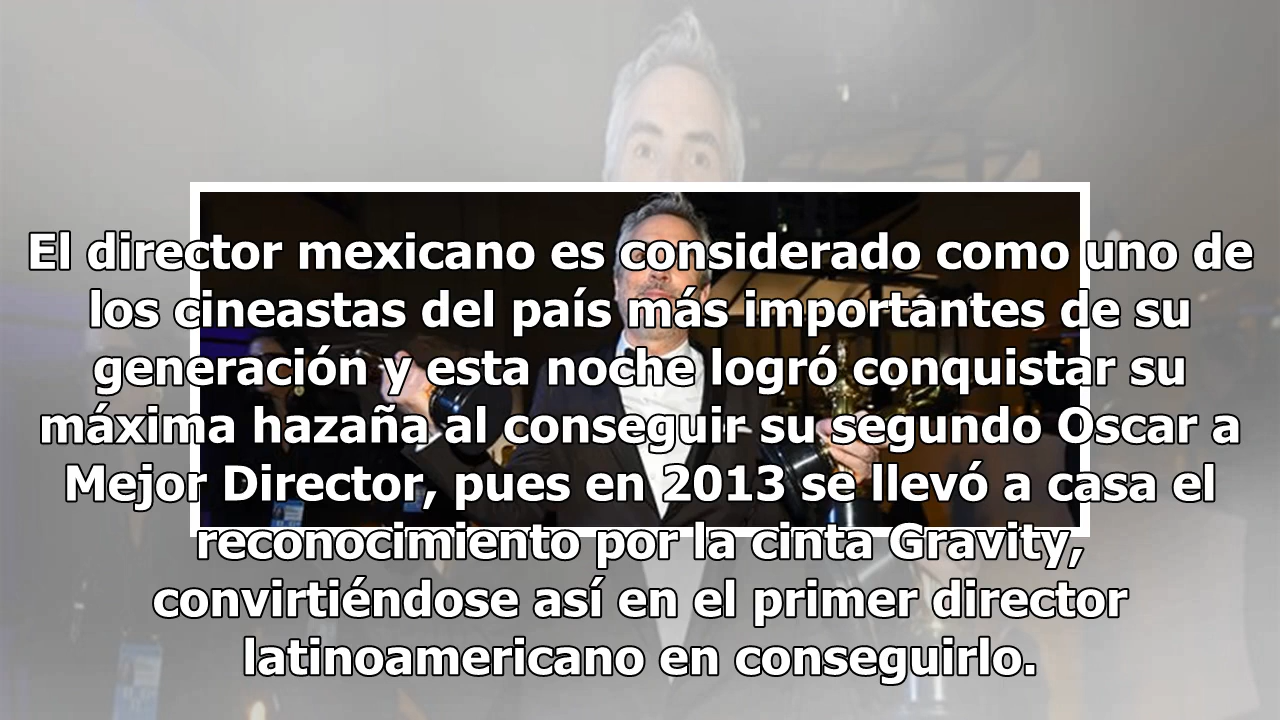 El director mexicano es considerado como uno de
los cineastas del país más importantes de su
generación y esta noche logró conquistar su
máxima hazaña al conseguir su segundo Oscar a
Mejor Director, pues en 2013 se llevó a casa el
reconocimiento por la cinta Gravity,
convirtiéndose así en el primer director
latinoamericano en conseguirlo.